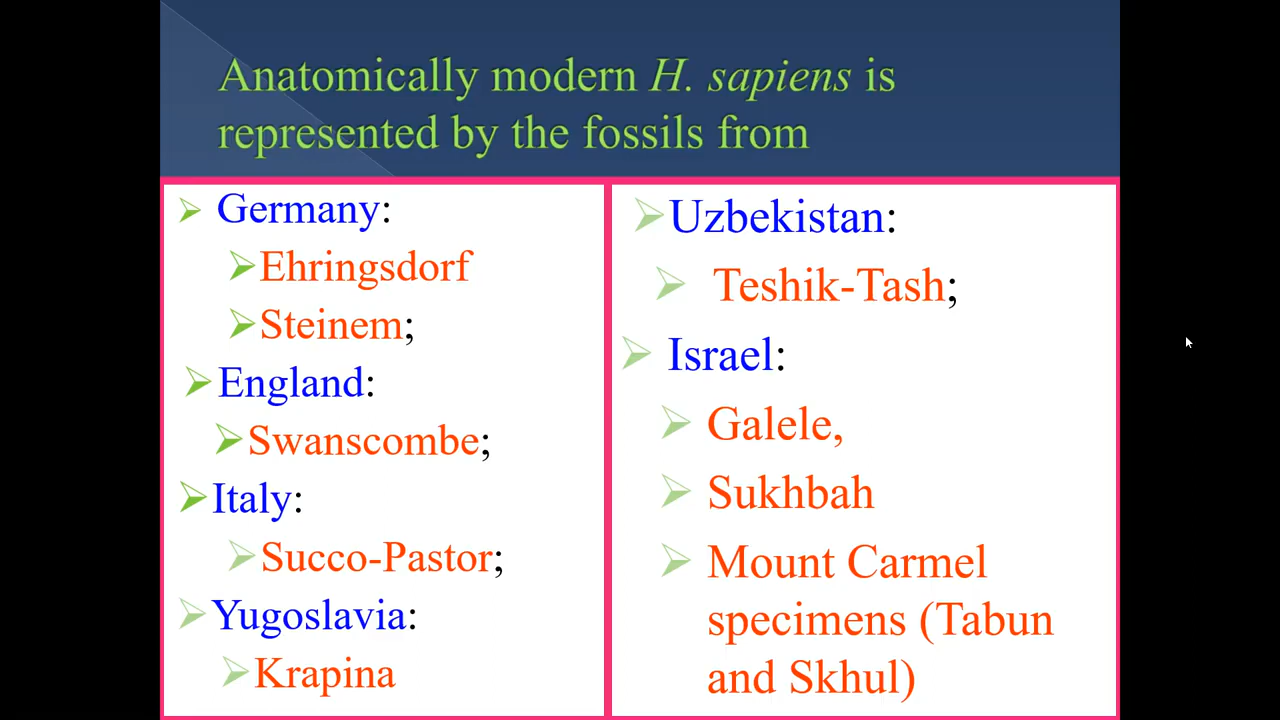 Anatomically modern H. sapiens is
represented by the fossils from
Germany:
Ehringsdorf
Steinem;
England:
Swanscombe;
Italy:
Succo-Pastor;
Yugoslavia:
Krapina
Uzbekistan:
Teshik-Tash;
Israel:
Galele,
Sukhbah
Mount Carmel
specimens (Tabun
and Skhul)